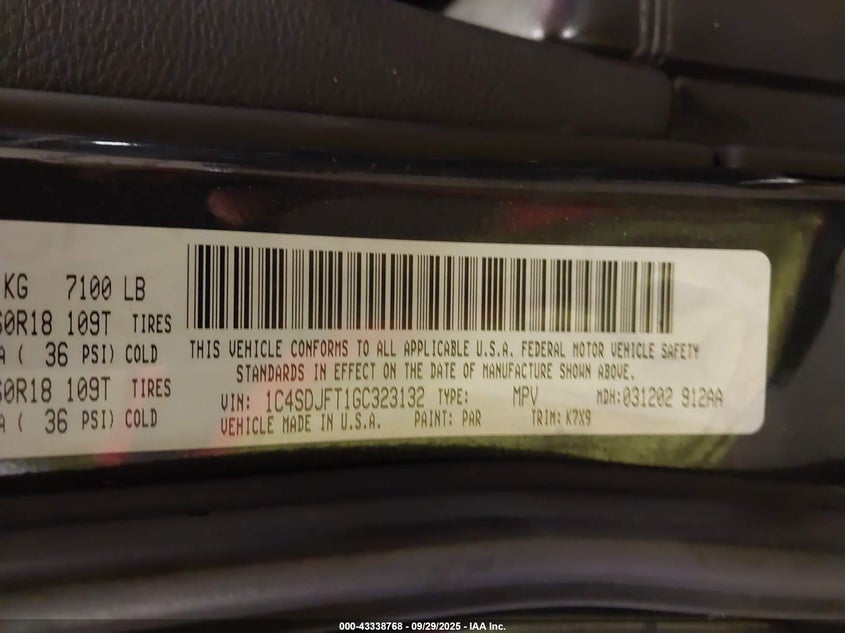 KG 7100 LB
60R18 109T TIRES
A ( 36 PSI) COLD
60R18 109T TIRES
A ( 36 PSI) COLD
THIS VEHICLE CONFORMS TO ALL APPLICABLE U.S.A. FEDERAL MOTOR VEHICLE SAFETY
STANDARDS IN EFFECT ON THE DATE OF MANUFACTURE SHOWN ABOVE.
VIN: 1C4SDJFT1GC323132 TYPE: MPV MDH: 031202 912AA
VEHICLE MADE IN U.S.A. PAINT: PAR TRIM: K7X9
000-43338768 - 09/29/2025 - IAA Inc.